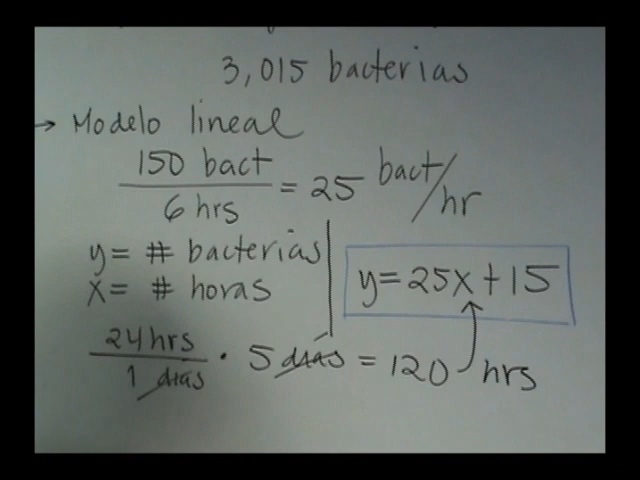 3,015 bacterias
→ Modelo lineal
150 bact / 6 hrs = 25 bact/hr
y = # bacterias
x = # horas
y = 25x + 15
24 hrs / 1 días · 5 días = 120 hrs